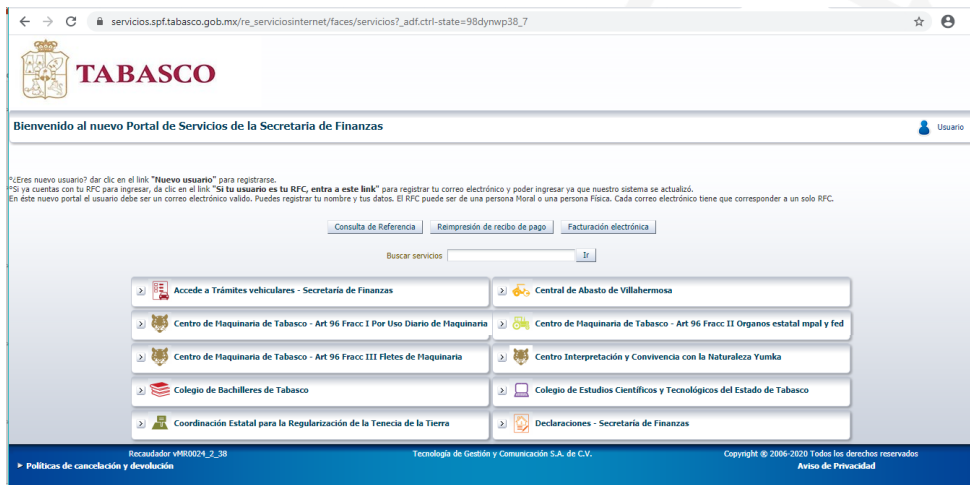 servicios.spf.tabasco.gob.mx/re_serviciosinternet/faces/servicios?_adf.ctrl-state=98dynwp38_7
TABASCO
Bienvenido al nuevo Portal de Servicios de la Secretaria de Finanzas
Usuario
°¿Eres nuevo usuario? dar clic en el link "Nuevo usuario" para registrarse.
°Si ya cuentas con tu RFC para ingresar, da clic en el link "Si tu usuario es tu RFC, entra a este link" para registrar tu correo electrónico y poder ingresar ya que nuestro sistema se actualizó.
En éste nuevo portal el usuario debe ser un correo electrónico valido. Puedes registrar tu nombre y tus datos. El RFC puede ser de una persona Moral o una persona Física. Cada correo electrónico tiene que corresponder a un solo RFC.
Consulta de Referencia Reimpresión de recibo de pago Facturación electrónica
Buscar servicios Ir
Accede a Trámites vehiculares - Secretaría de Finanzas
Central de Abasto de Villahermosa
Centro de Maquinaria de Tabasco - Art 96 Fracc I Por Uso Diario de Maquinaria
Centro de Maquinaria de Tabasco - Art 96 Fracc II Organos estatal mpal y fed
Centro de Maquinaria de Tabasco - Art 96 Fracc III Fletes de Maquinaria
Centro Interpretación y Convivencia con la Naturaleza Yumka
Colegio de Bachilleres de Tabasco
Colegio de Estudios Científicos y Tecnológicos del Estado de Tabasco
Coordinación Estatal para la Regularización de la Tenecia de la Tierra
Declaraciones - Secretaría de Finanzas
Recaudador vMR0024_2_38
Tecnología de Gestión y Comunicación S.A. de C.V.
Copyright © 2006-2020 Todos los derechos reservados
Políticas de cancelación y devolución
Aviso de Privacidad